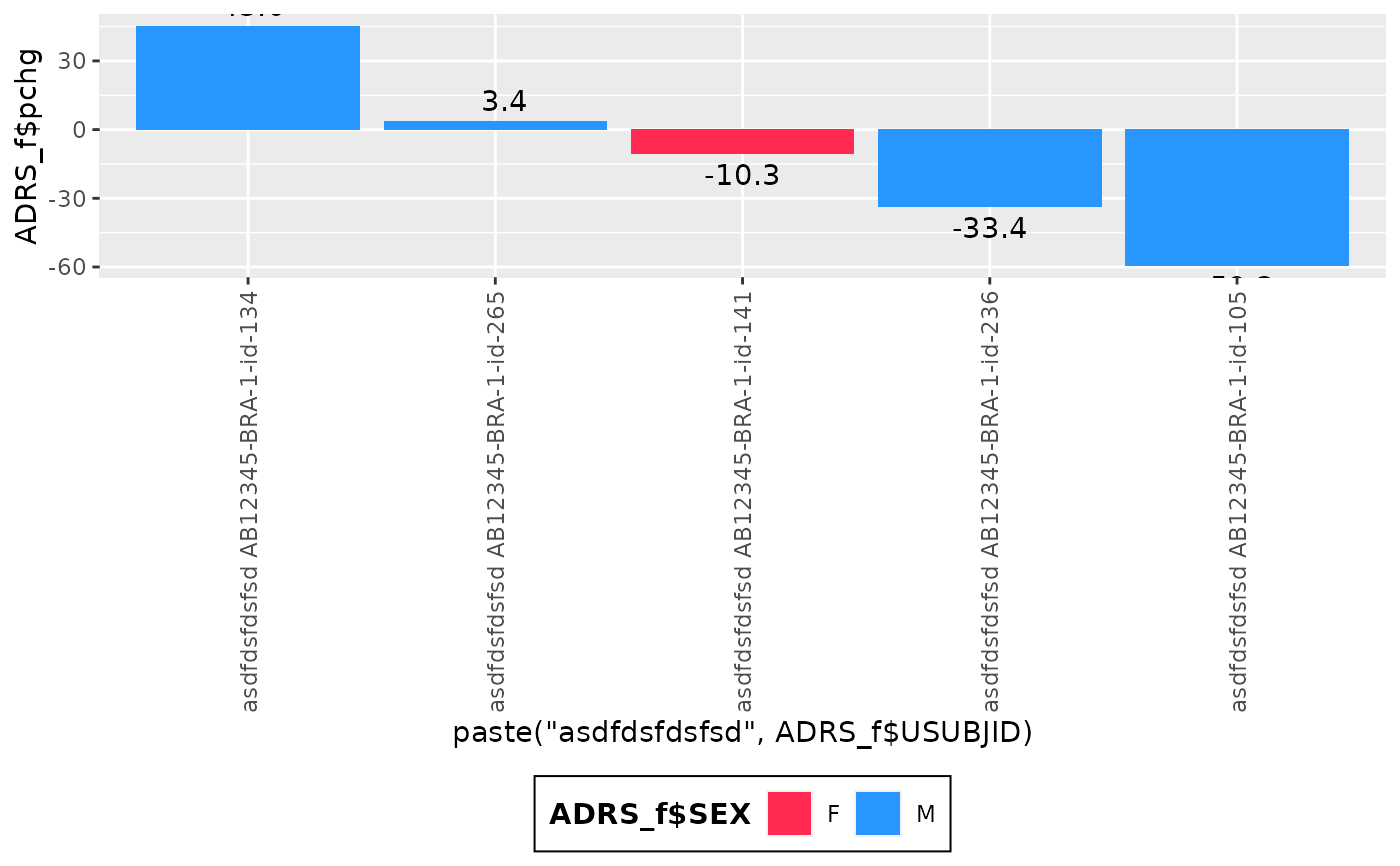 ADRS_f$pchg
30
0
-30
-60
3.4
-10.3
-33.4
asdfdsfdsfsd AB12345-BRA-1-id-134
asdfdsfdsfsd AB12345-BRA-1-id-265
asdfdsfdsfsd AB12345-BRA-1-id-141
asdfdsfdsfsd AB12345-BRA-1-id-236
asdfdsfdsfsd AB12345-BRA-1-id-105
paste("asdfdsfdsfsd", ADRS_f$USUBJID)
ADRS_f$SEX F M